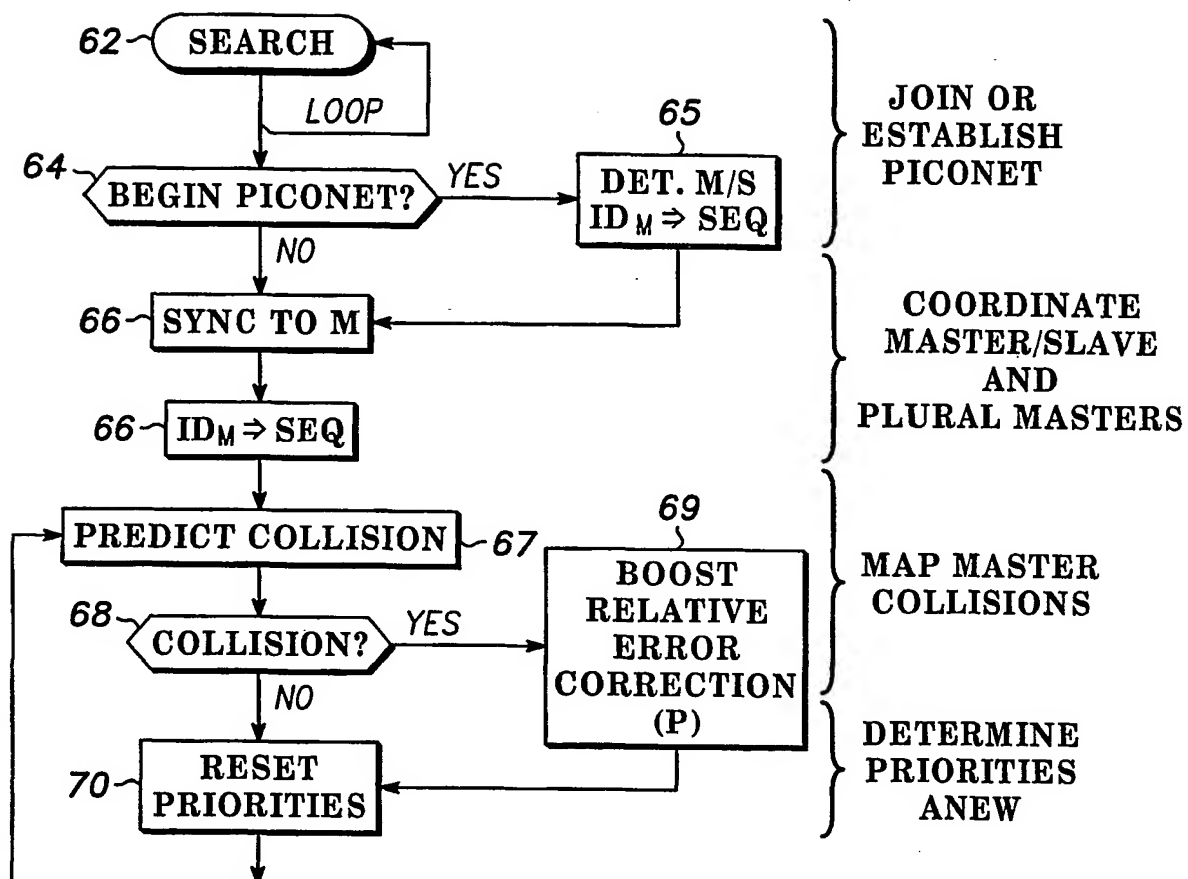 62
SEARCH
LOOP
64
BEGIN PICONET?
YES
65
DET. M/S
IDM ⇒ SEQ
JOIN OR
ESTABLISH
PICONET
NO
66
SYNC TO M
66
IDM ⇒ SEQ
COORDINATE
MASTER/SLAVE
AND
PLURAL MASTERS
PREDICT COLLISION
67
68
COLLISION?
YES
69
BOOST
RELATIVE
ERROR
CORRECTION
(P)
MAP MASTER
COLLISIONS
NO
70
RESET
PRIORITIES
DETERMINE
PRIORITIES
ANEW